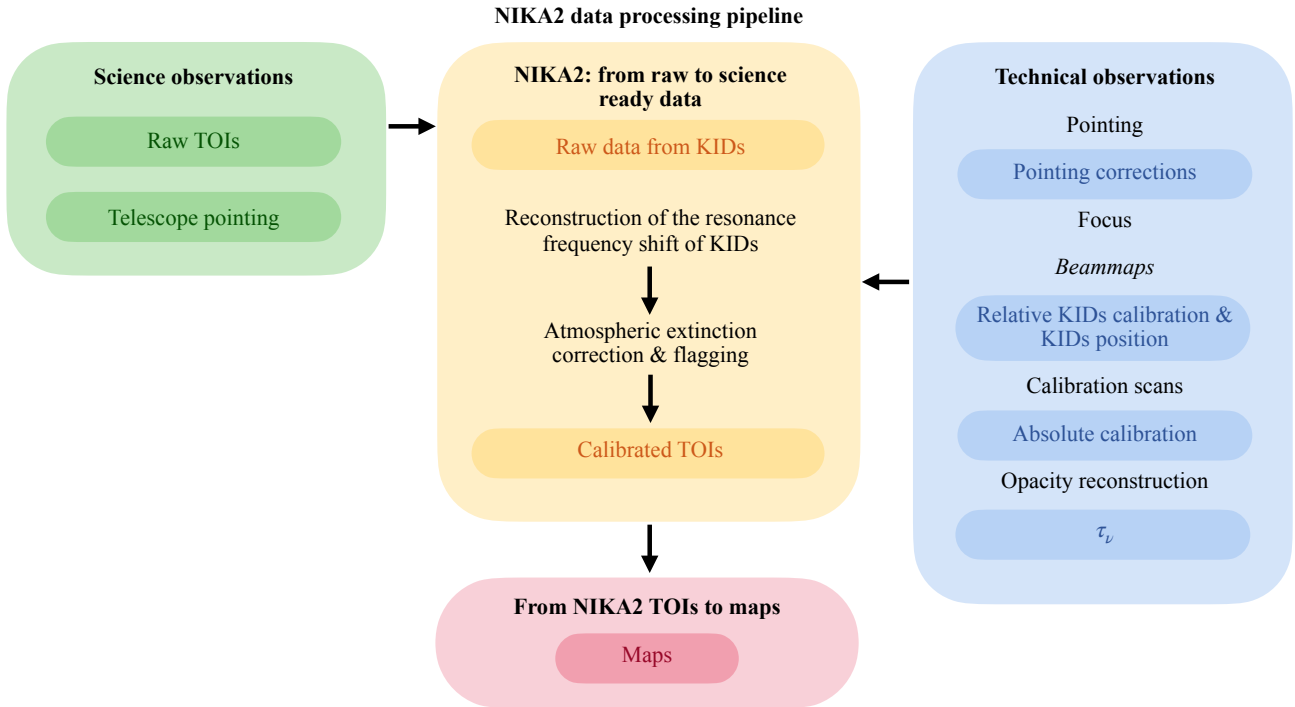 NIKA2 data processing pipeline
Science observations
Raw TOIs
Telescope pointing
NIKA2: from raw to science
ready data
Raw data from KIDs
Reconstruction of the resonance
frequency shift of KIDs
Atmospheric extinction
correction & flagging
Calibrated TOIs
Technical observations
Pointing
Pointing corrections
Focus
Beammaps
Relative KIDs calibration &
KIDs position
Calibration scans
Absolute calibration
Opacity reconstruction
τν
From NIKA2 TOIs to maps
Maps